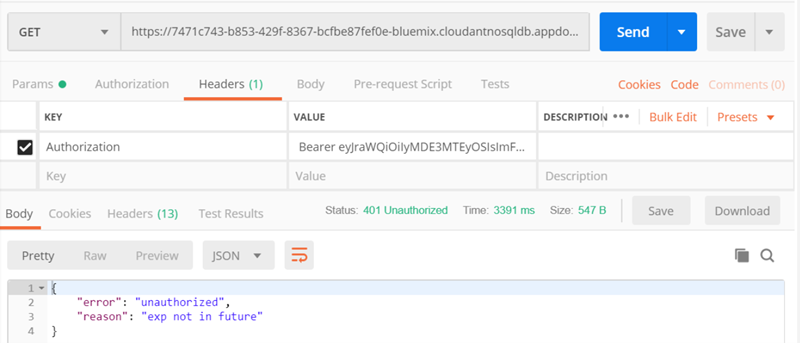 GET https://7471c743-b853-429f-8367-bcfbe87fef0e-bluemix.cloudantnosqldb.appdo... Send Save
Params Authorization Headers (1) Body Pre-request Script Tests Cookies Code Comments (0)
KEY VALUE DESCRIPTION ••• Bulk Edit Presets
Authorization Bearer eyJraWQiOiIyMDE3MTEyOSIsImF...
Key Value Description
Body Cookies Headers (13) Test Results Status: 401 Unauthorized Time: 3391 ms Size: 547 B Save Download
Pretty Raw Preview JSON
1 {
2 "error": "unauthorized",
3 "reason": "exp not in future"
4 }